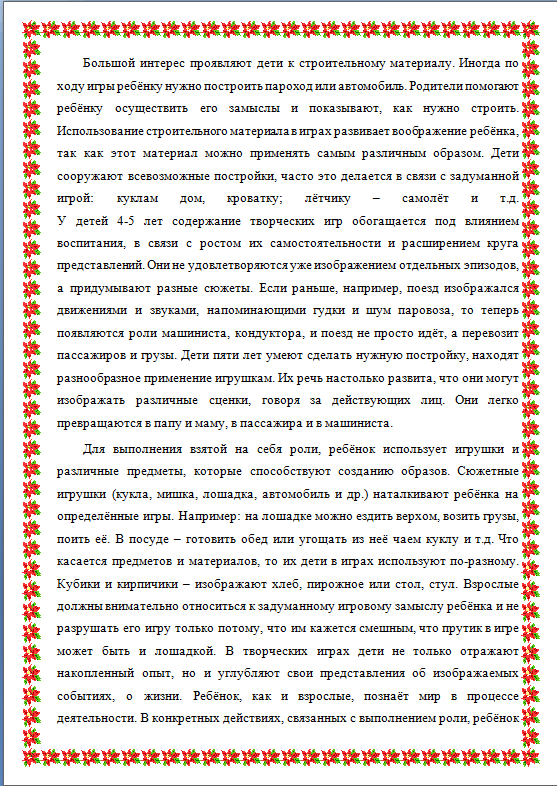 Большой интерес проявляют дети к строительному материалу. Иногда по
ходу игры ребёнку нужно построить пароход или автомобиль. Родители помогают
ребёнку осуществить его замыслы и показывают, как нужно строить.
Использование строительного материала в играх развивает воображение ребёнка,
так как этот материал можно применять самым различным образом. Дети
сооружают всевозможные постройки, часто это делается в связи с задуманной
игрой: куклам дом, кроватку; лётчику – самолёт и т.д.
У детей 4-5 лет содержание творческих игр обогащается под влиянием
воспитания, в связи с ростом их самостоятельности и расширением круга
представлений. Они не удовлетворяются уже изображением отдельных эпизодов,
а придумывают разные сюжеты. Если раньше, например, поезд изображался
движениями и звуками, напоминающими гудки и шум паровоза, то теперь
появляются роли машиниста, кондуктора, и поезд не просто идёт, а перевозит
пассажиров и грузы. Дети пяти лет умеют сделать нужную постройку, находят
разнообразное применение игрушкам. Их речь настолько развита, что они могут
изображать различные сценки, говоря за действующих лиц. Они легко
превращаются в папу и маму, в пассажира и в машиниста.
Для выполнения взятой на себя роли, ребёнок использует игрушки и
различные предметы, которые способствуют созданию образов. Сюжетные
игрушки (кукла, мишка, лошадка, автомобиль и др.) наталкивают ребёнка на
определённые игры. Например: на лошадке можно ездить верхом, возить грузы,
поить её. В посуде – готовить обед или угощать из неё чаем куклу и т.д. Что
касается предметов и материалов, то их дети в играх используют по-разному.
Кубики и кирпичики – изображают хлеб, пирожное или стол, стул. Взрослые
должны внимательно относиться к задуманному игровому замыслу ребёнка и не
разрушать его игру только потому, что им кажется смешным, что прутик в игре
может быть и лошадкой. В творческих играх дети не только отражают
накопленный опыт, но и углубляют свои представления об изображаемых
событиях, о жизни. Ребёнок, как и взрослые, познаёт мир в процессе
деятельности. В конкретных действиях, связанных с выполнением роли, ребёнок